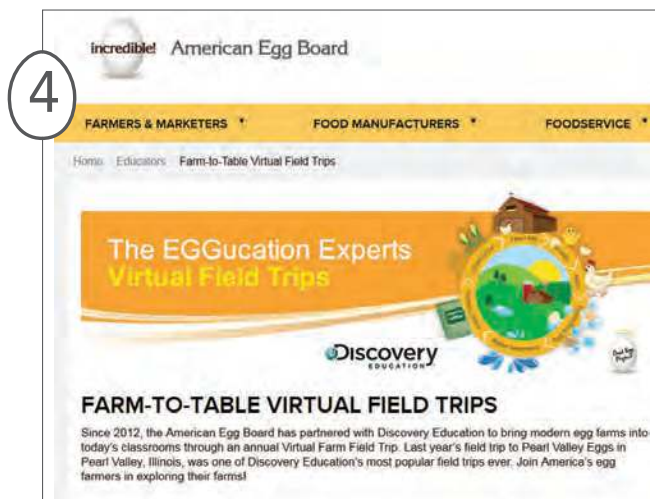 incredible! American Egg Board
4
FARMERS & MARKETERS FOOD MANUFACTURERS FOODSERVICE
Home Educators Farm-to-Table Virtual Field Trips
The EGGucation Experts
Virtual Field Trips
Discovery
EDUCATION
FARM-TO-TABLE VIRTUAL FIELD TRIPS
Since 2012, the American Egg Board has partnered with Discovery Education to bring modern egg farms into
today's classrooms through an annual Virtual Farm Field Trip. Last year's field trip to Pearl Valley Eggs in
Pearl Valley, Illinois, was one of Discovery Education's most popular field trips ever. Join America's egg
farmers in exploring their farms!